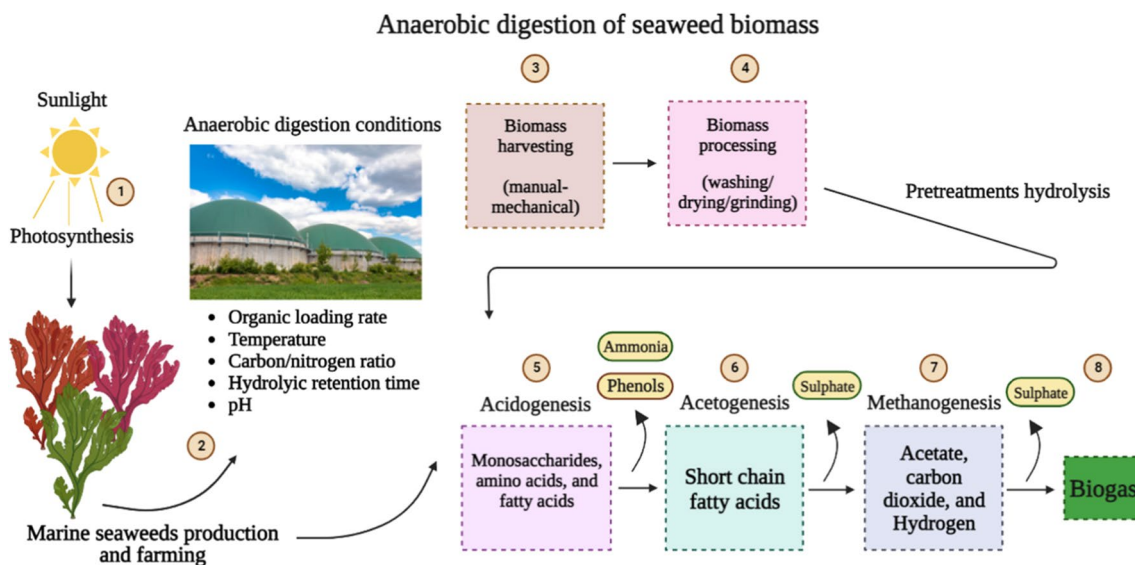 Anaerobic digestion of seaweed biomass
Sunlight
1
Photosynthesis
Anaerobic digestion conditions
• Organic loading rate
• Temperature
• Carbon/nitrogen ratio
• Hydrolyic retention time
• pH
2
Marine seaweeds production
and farming
3
Biomass
harvesting
(manual-
mechanical)
4
Biomass
processing
(washing/
drying/grinding)
Pretreatments hydrolysis
5
Acidogenesis
Monosaccharides,
amino acids, and
fatty acids
Ammonia
Phenols
6
Acetogenesis
Short chain
fatty acids
Sulphate
7
Methanogenesis
Acetate,
carbon
dioxide, and
Hydrogen
Sulphate
8
Biogas